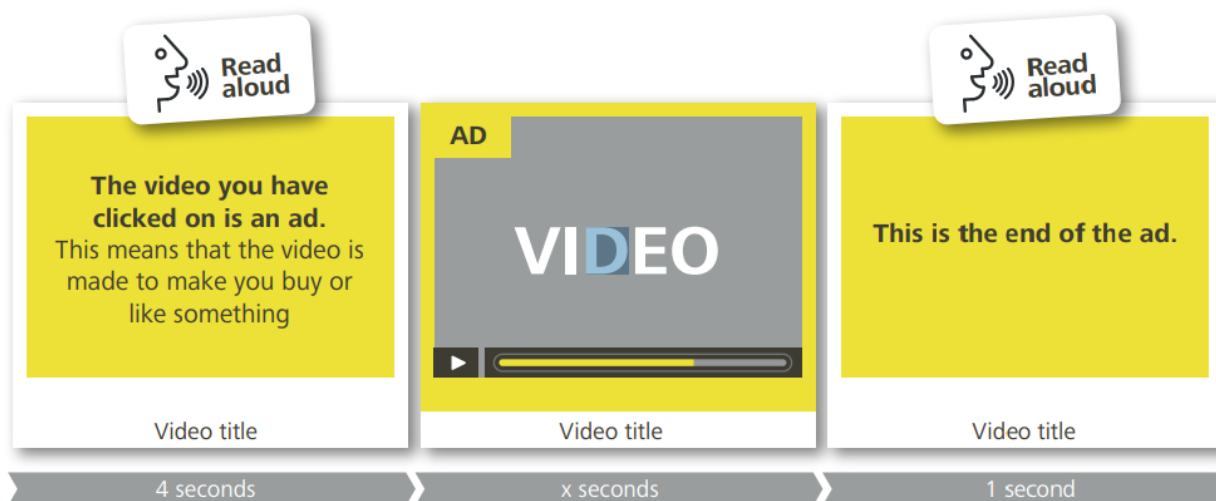 Read
aloud
The video you have
clicked on is an ad.
This means that the video is
made to make you buy or
like something
Video title
4 seconds
AD
VIDEO
Video title
x seconds
Read
aloud
This is the end of the ad.
Video title
1 second